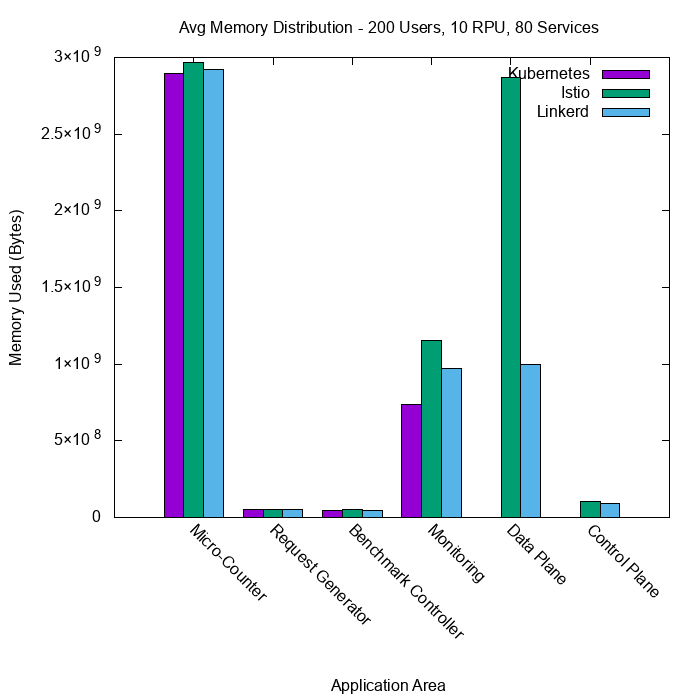 Avg Memory Distribution - 200 Users, 10 RPU, 80 Services
Kubernetes
Istio
Linkerd
Memory Used (Bytes)
3×10⁹
2.5×10⁹
2×10⁹
1.5×10⁹
1×10⁹
5×10⁸
0
Micro-Counter
Request Generator
Benchmark Controller
Monitoring
Data Plane
Control Plane
Application Area